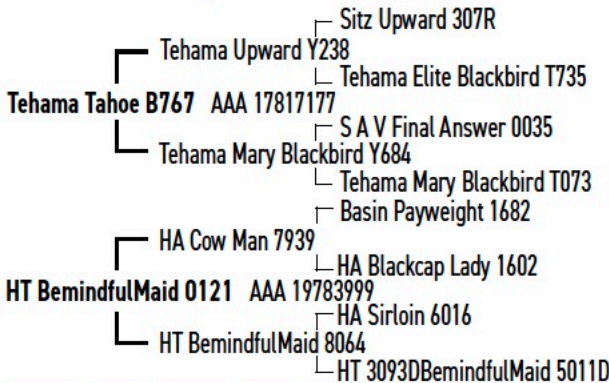 Sitz Upward 307R
Tehama Upward Y238
Tehama Elite Blackbird T735
Tehama Tahoe B767 AAA 17817177
S A V Final Answer 0035
Tehama Mary Blackbird Y684
Tehama Mary Blackbird T073
Basin Payweight 1682
HA Cow Man 7939
HA Blackcap Lady 1602
HT BemindfulMaid 0121 AAA 19783999
HA Sirloin 6016
HT BemindfulMaid 8064
HT 3093DBemindfulMaid 5011D